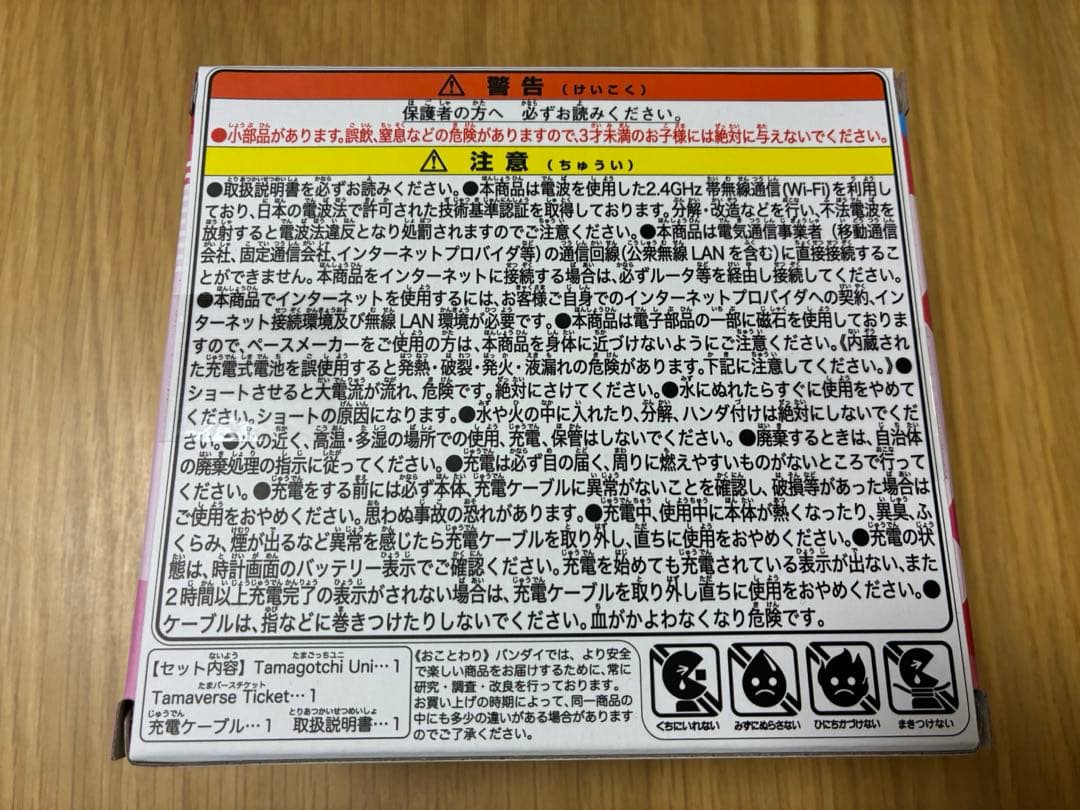 ⚠ 警告 (けいこく)
保護者の方へ 必ずお読みください。
●小部品があります。誤飲、窒息などの危険がありますので、3才未満のお子様には絶対に与えないでください。
⚠ 注意 (ちゅうい)
●取扱説明書を必ずお読みください。●本商品は電波を使用した2.4GHz 帯無線通信(Wi-Fi)を利用し
ており、日本の電波法で許可された技術基準認証を取得しております。分解・改造などを行い、不法電波を
放射すると電波法違反となり処罰されますのでご注意ください。●本商品は電気通信事業者(移動通信
会社、固定通信会社、インターネットプロバイダ等)の通信回線(公衆無線LANを含む)に直接接続するこ
とができません。本商品をインターネットに接続する場合は、必ずルータ等を経由し接続してください。
●本商品でインターネットを使用するには、お客様ご自身でのインターネットプロバイダへの契約、イン
ターネット接続環境及び無線 LAN 環境が必要です。●本商品は電子部品の一部に磁石を使用しておりま
すので、ペースメーカーをご使用の方は、本商品を身体に近づけないようにご注意ください。《内蔵され
た充電式電池を誤使用すると発熱・破裂・発火・液漏れの危険があります。下記に注意してください。》●
ショートさせると大電流が流れ、危険です。絶対にさけてください。●水にぬれたらすぐに使用をやめて
ください。ショートの原因になります。●水や火の中に入れたり、分解、ハンダ付けは絶対にしないでくだ
さい。●火の近く、高温・多湿の場所での使用、充電、保管はしないでください。●廃棄するときは、自治体
の廃棄処理の指示に従ってください。●充電は必ず目の届く、周りに燃えやすいものがないところで行って
ください。●充電をする前には必ず本体、充電ケーブルに異常がないことを確認し、破損等があった場合は
ご使用をおやめください。思わぬ事故の恐れがあります。●充電中、使用中に本体が熱くなったり、異臭、ふ
くらみ、煙が出るなど異常を感じたら充電ケーブルを取り外し、直ちに使用をおやめください。●充電の状
態は、時計画面のバッテリー表示でご確認ください。充電を始めても充電されている表示が出ない、また
2時間以上充電完了の表示がされない場合は、充電ケーブルを取り外し直ちに使用をおやめください。●
ケーブルは、指などに巻きつけたりしないでください。血がかよわなくなり危険です。
【セット内容】Tamagotchi Uni…1
Tamaverse Ticket…1
充電ケーブル…1 取扱説明書…1
《おことわり》バンダイでは、より安全
で楽しい商品をお届けするために、常に
研究・調査・改良を行っております。
お買い上げの時期によって、同一商品の
中にも多少の違いがある場合があります
のでご了承ください。
くちにいれない
みずにぬらさない
ひにちかづけない
まきつけない